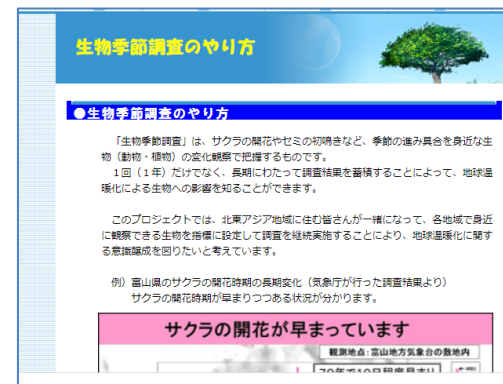 生物季節調査のやり方
●生物季節調査のやり方
「生物季節調査」は、サクラの開花やセミの初鳴きなど、季節の進み具合を身近な生
物（動物・植物）の変化観察で把握するものです。
１回（１年）だけでなく、長期にわたって調査結果を蓄積することによって、地球温
暖化による生物への影響を知ることができます。
このプロジェクトでは、北東アジア地域に住む皆さんが一緒になって、各地域で身近
に観察できる生物を指標に設定して調査を継続実施することにより、地球温暖化に関す
る意識醸成を図りたいと考えています。
例）富山県のサクラの開花時期の長期変化（気象庁が行った調査結果より）
サクラの開花時期が早まりつつある状況が分かります。
サクラの開花が早まっています
観測地点：富山地方気象台の敷地内